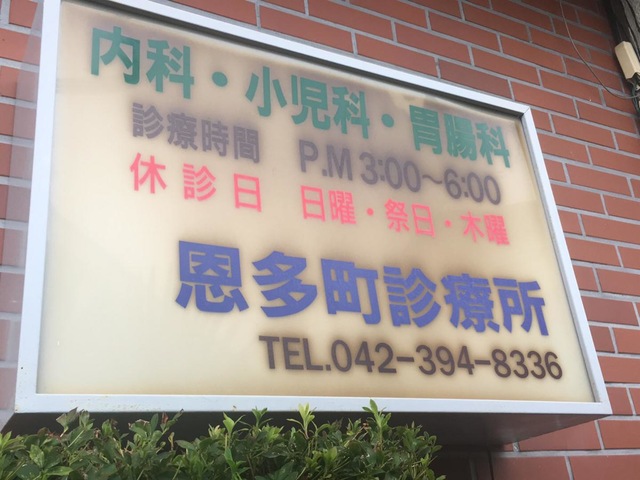 内科・小児科・胃腸科
診療時間 P.M 3:00～6:00
休診日 日曜・祭日・木曜
恩多町診療所
TEL.042-394-8336